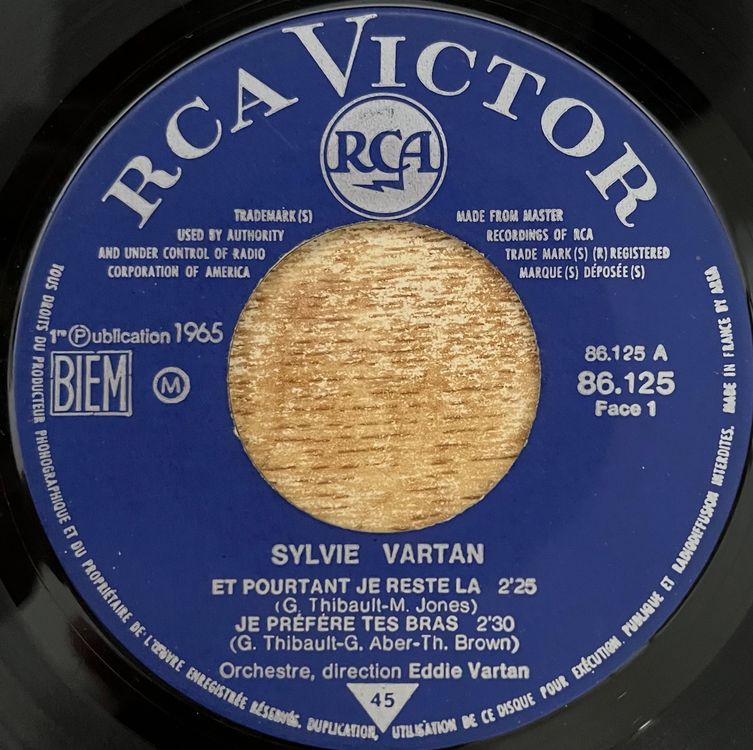 RCA VICTOR
RCA
TRADEMARK(S)
USED BY AUTHORITY
AND UNDER CONTROL OF RADIO
CORPORATION OF AMERICA
MADE FROM MASTER
RECORDINGS OF RCA
TRADE MARK(S) (R) REGISTERED
MARQUE(S) DÉPOSÉE(S)
1re Ⓟublication 1965
BIEM
M
86.125 A
86.125
Face 1
SYLVIE VARTAN
ET POURTANT JE RESTE LA 2'25
(G. Thibault-M. Jones)
JE PRÉFÉRE TES BRAS 2'30
(G. Thibault-G. Aber-Th. Brown)
Orchestre, direction Eddie Vartan
45
TOUS DROITS DU PRODUCTEUR PHONOGRAPHIQUE ET DU PROPRIÉTAIRE DE L'ŒUVRE ENREGISTRÉE RÉSERVÉS. DUPLICATION, UTILISATION DE CE DISQUE POUR EXÉCUTION PUBLIQUE ET RADIODIFFUSION INTERDITES. MADE IN FRANCE BY AREA